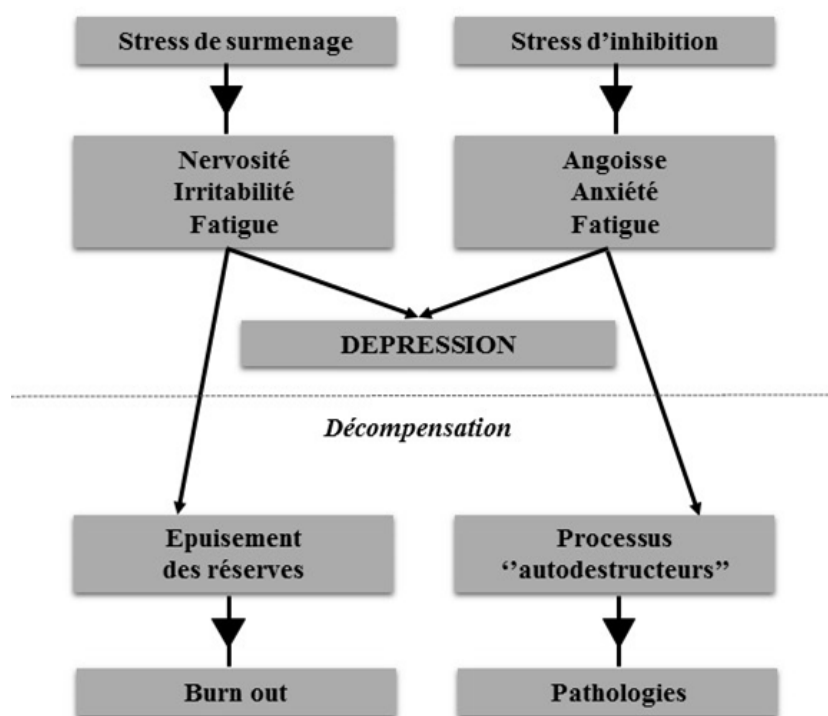 Stress de surmenage
Stress d’inhibition
Nervosité
Irritabilité
Fatigue
Angoisse
Anxiété
Fatigue
DEPRESSION
Décompensation
Epuisement
des réserves
Processus
‘’autodestructeurs’’
Burn out
Pathologies